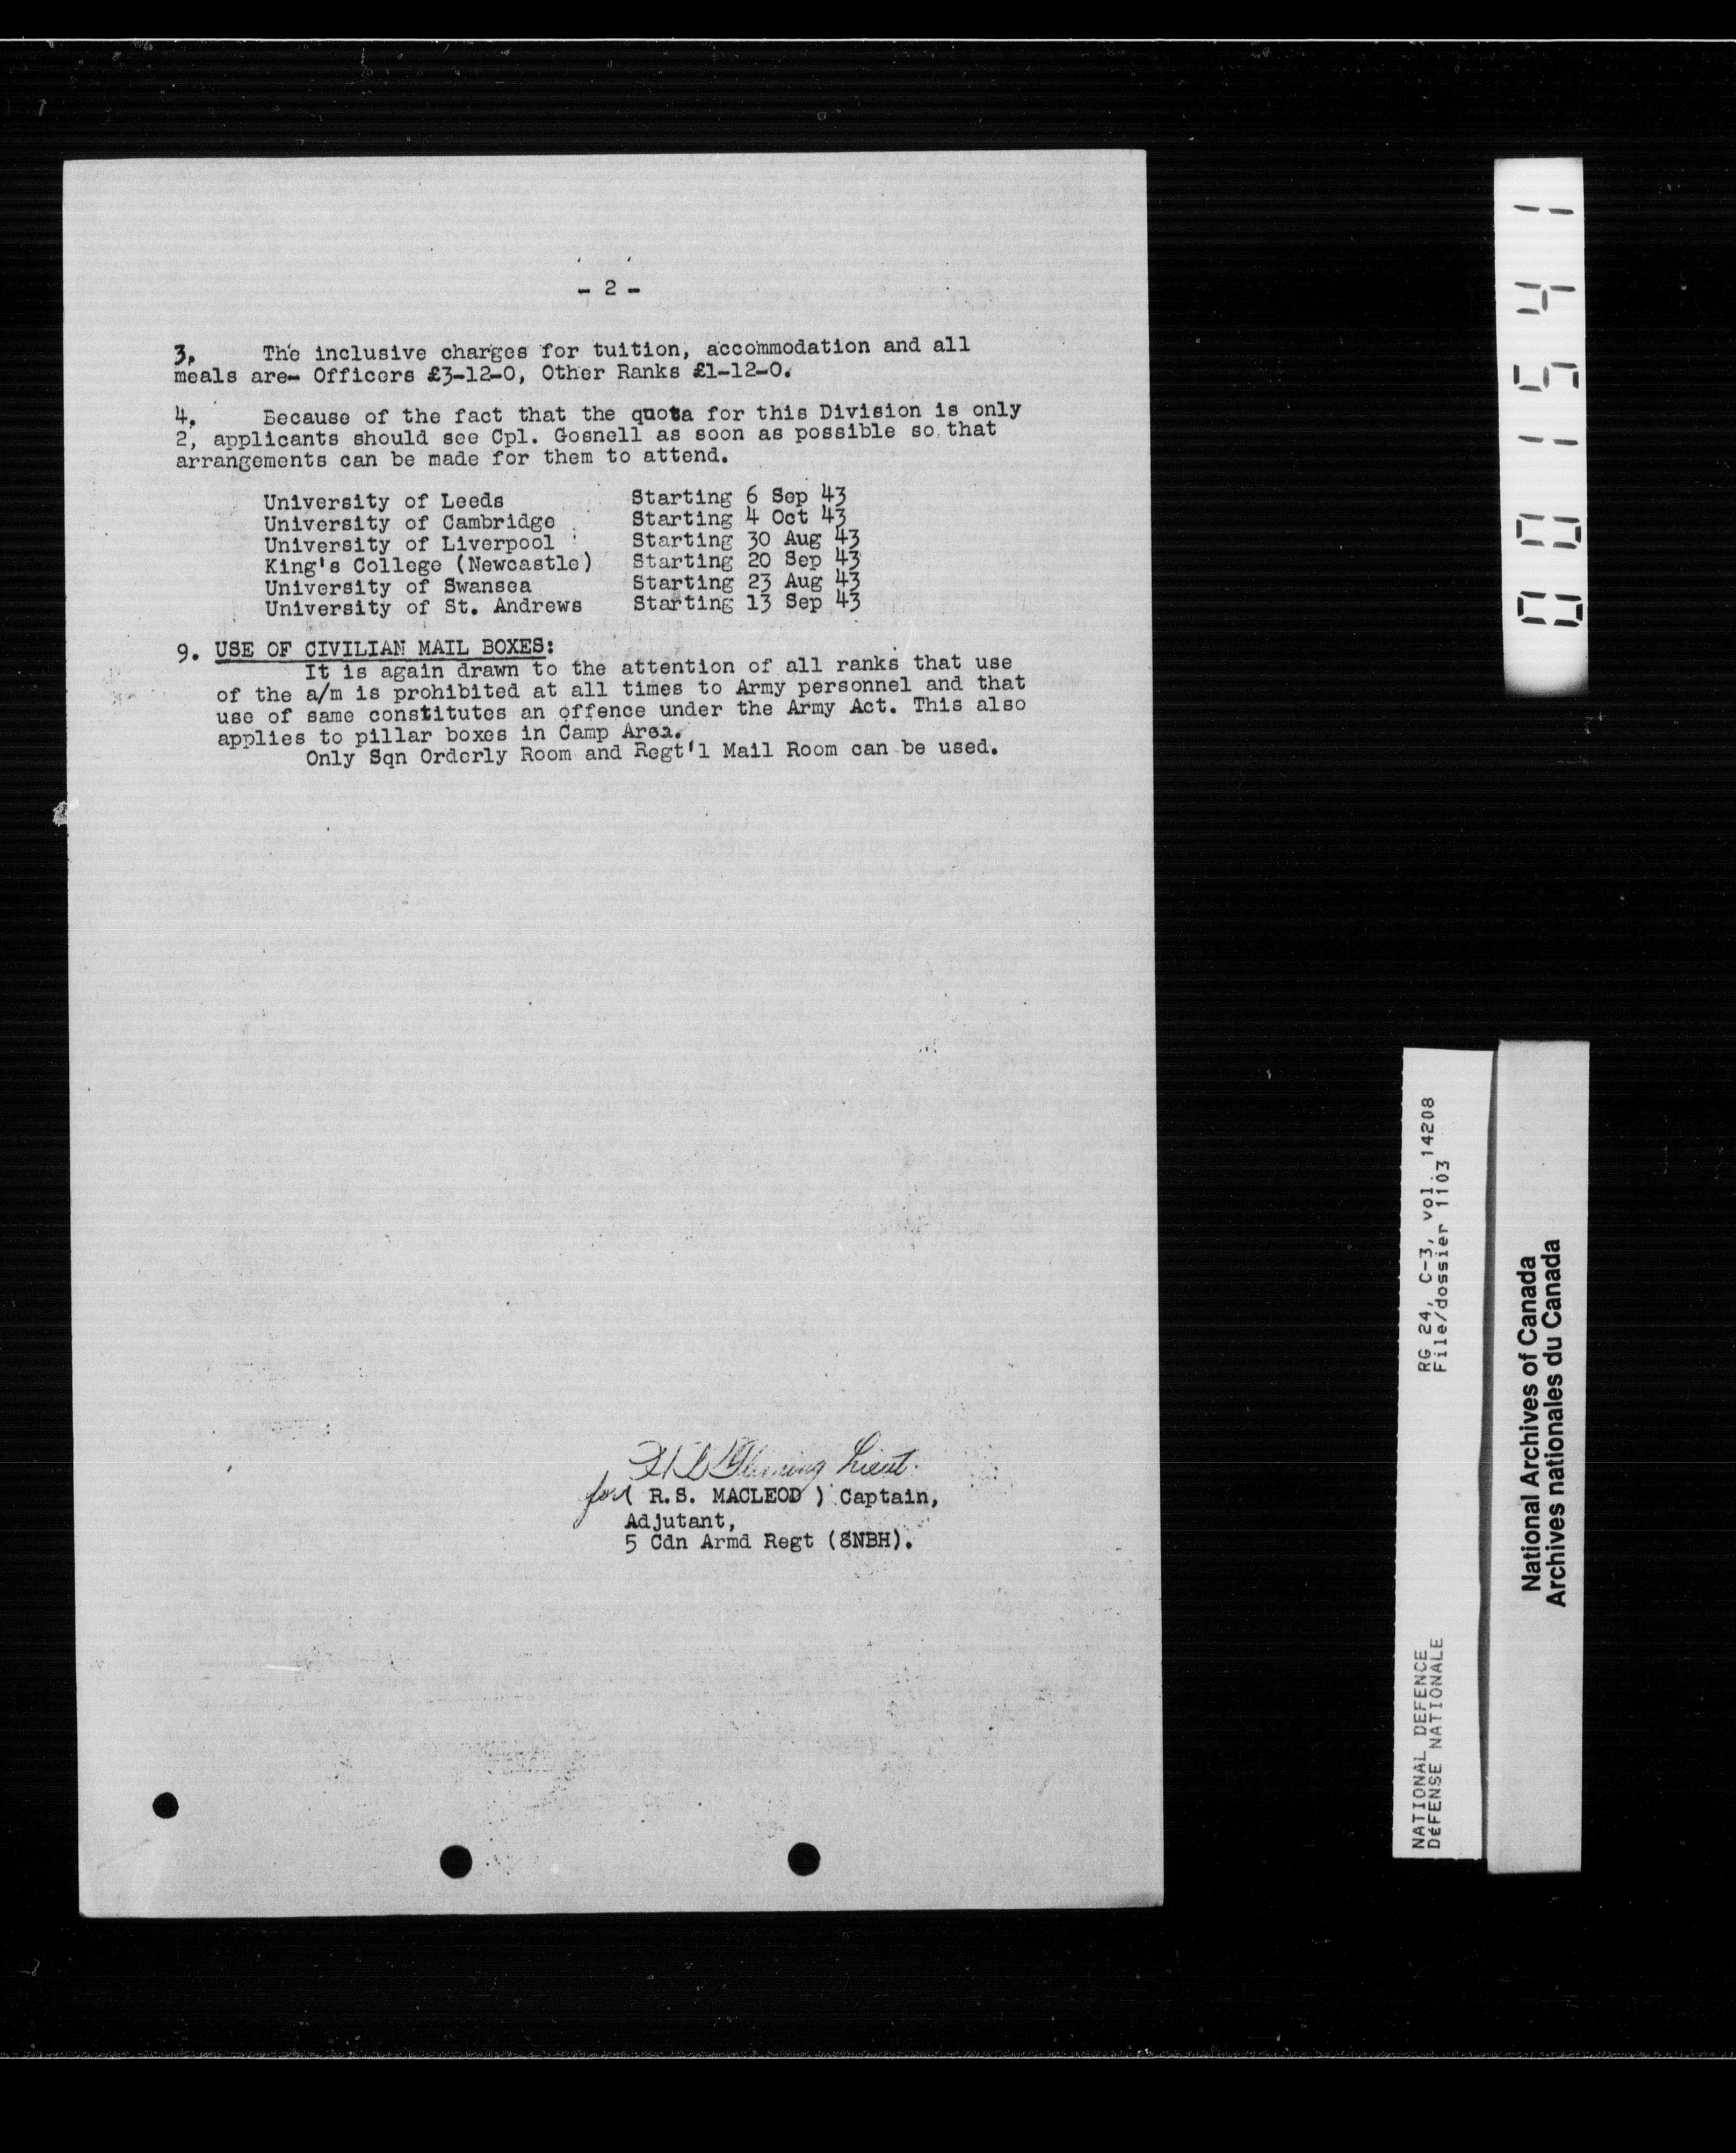 - 2 -
3. The inclusive charges for tuition, accommodation and all
meals are- Officers £3-12-0, Other Ranks £1-12-0.
4. Because of the fact that the quota for this Division is only
2, applicants should see Cpl. Gosnell as soon as possible so that
arrangements can be made for them to attend.
University of Leeds Starting 6 Sep 43
University of Cambridge Starting 4 Oct 43
University of Liverpool Starting 30 Aug 43
King's College (Newcastle) Starting 20 Sep 43
University of Swansea Starting 23 Aug 43
University of St. Andrews Starting 13 Sep 43
9. USE OF CIVILIAN MAIL BOXES:
It is again drawn to the attention of all ranks that use
of the a/m is prohibited at all times to Army personnel and that
use of same constitutes an offence under the Army Act. This also
applies to pillar boxes in Camp Area.
Only Sqn Orderly Room and Regt'l Mail Room can be used.
Fleming Lieut.
for ( R.S. MACLEOD ) Captain,
Adjutant,
5 Cdn Armd Regt (8NBH).
001541
RG 24, C-3, vol. 14208
File/dossier 1103
NATIONAL DEFENCE
DÉFENSE NATIONALE
National Archives of Canada
Archives nationales du Canada